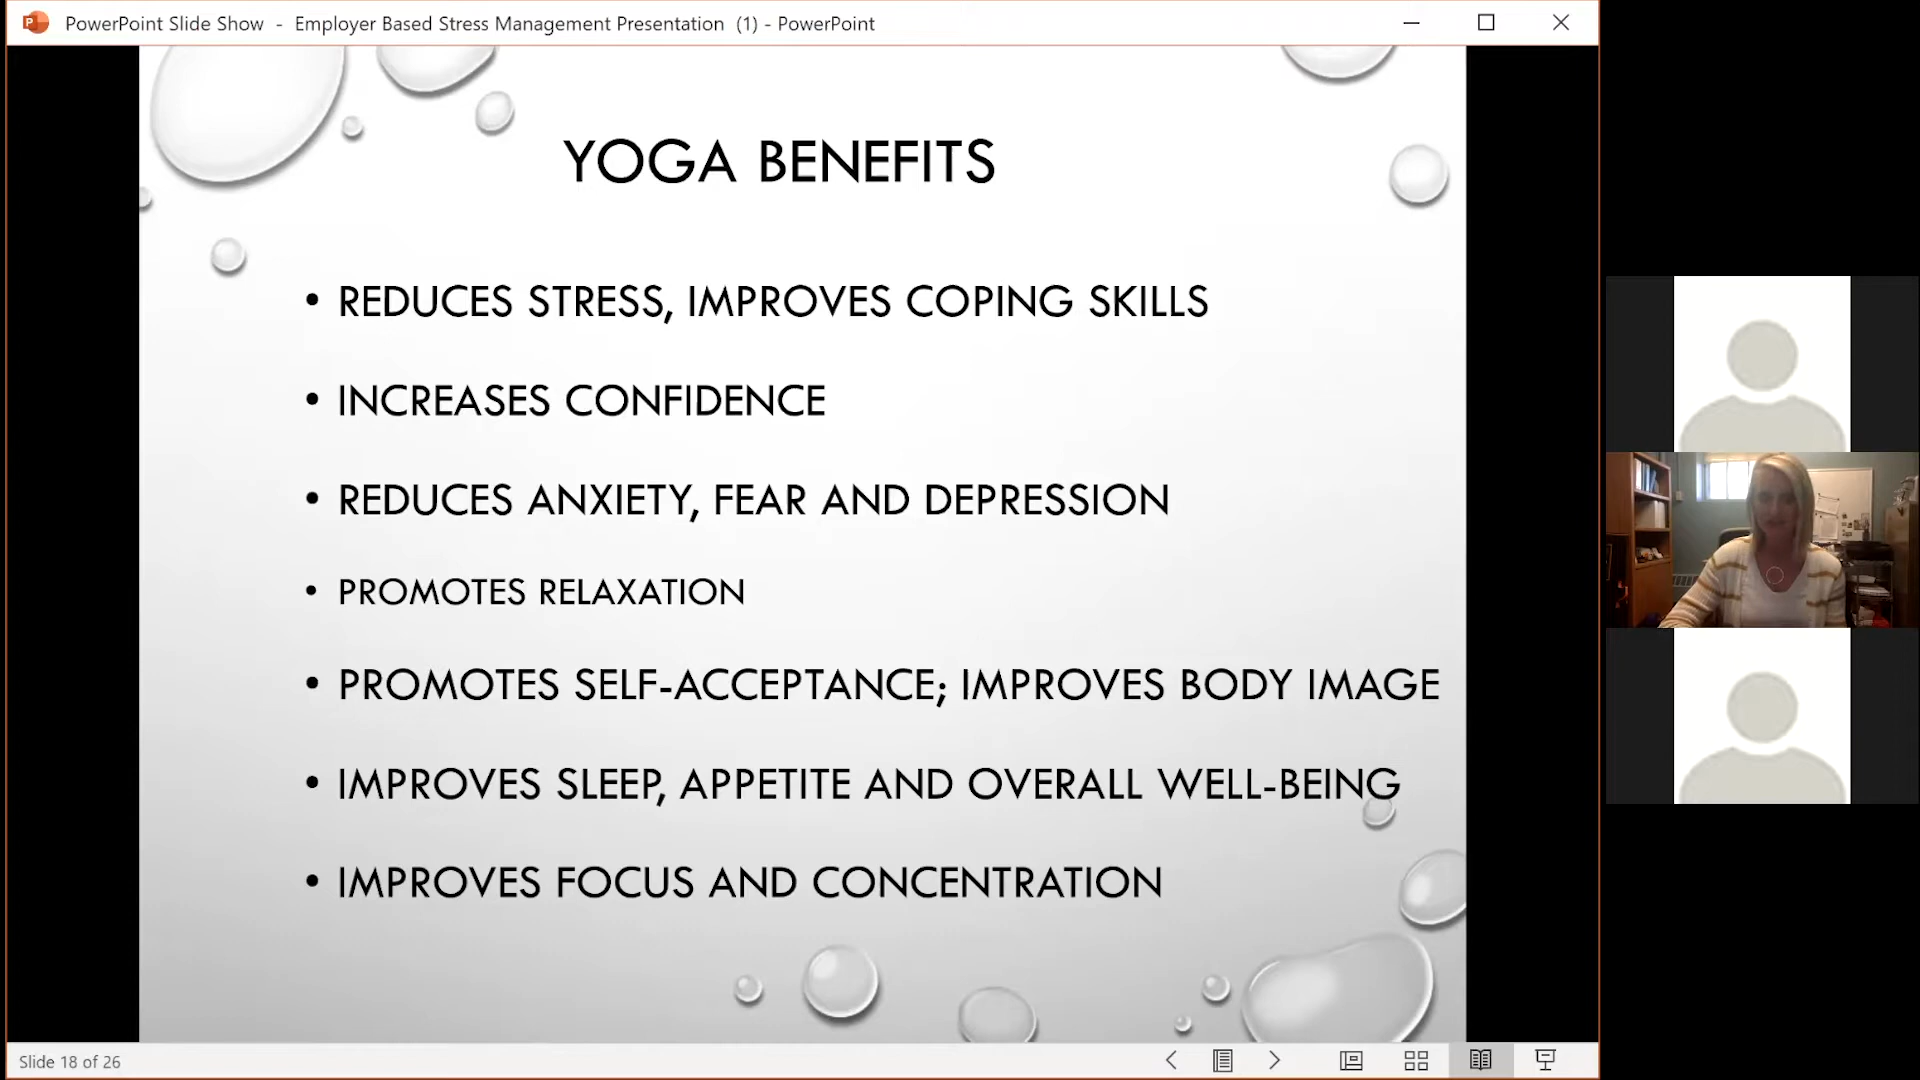 PowerPoint Slide Show - Employer Based Stress Management Presentation (1) - PowerPoint
YOGA BENEFITS
• REDUCES STRESS, IMPROVES COPING SKILLS
• INCREASES CONFIDENCE
• REDUCES ANXIETY, FEAR AND DEPRESSION
• PROMOTES RELAXATION
• PROMOTES SELF-ACCEPTANCE; IMPROVES BODY IMAGE
• IMPROVES SLEEP, APPETITE AND OVERALL WELL-BEING
• IMPROVES FOCUS AND CONCENTRATION
Slide 18 of 26